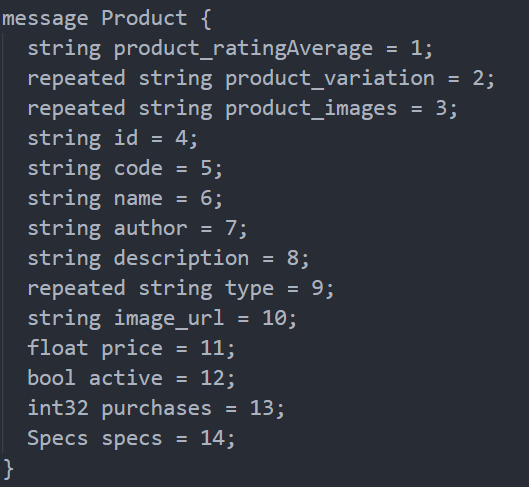 message Product {
  string product_ratingAverage = 1;
  repeated string product_variation = 2;
  repeated string product_images = 3;
  string id = 4;
  string code = 5;
  string name = 6;
  string author = 7;
  string description = 8;
  repeated string type = 9;
  string image_url = 10;
  float price = 11;
  bool active = 12;
  int32 purchases = 13;
  Specs specs = 14;
}